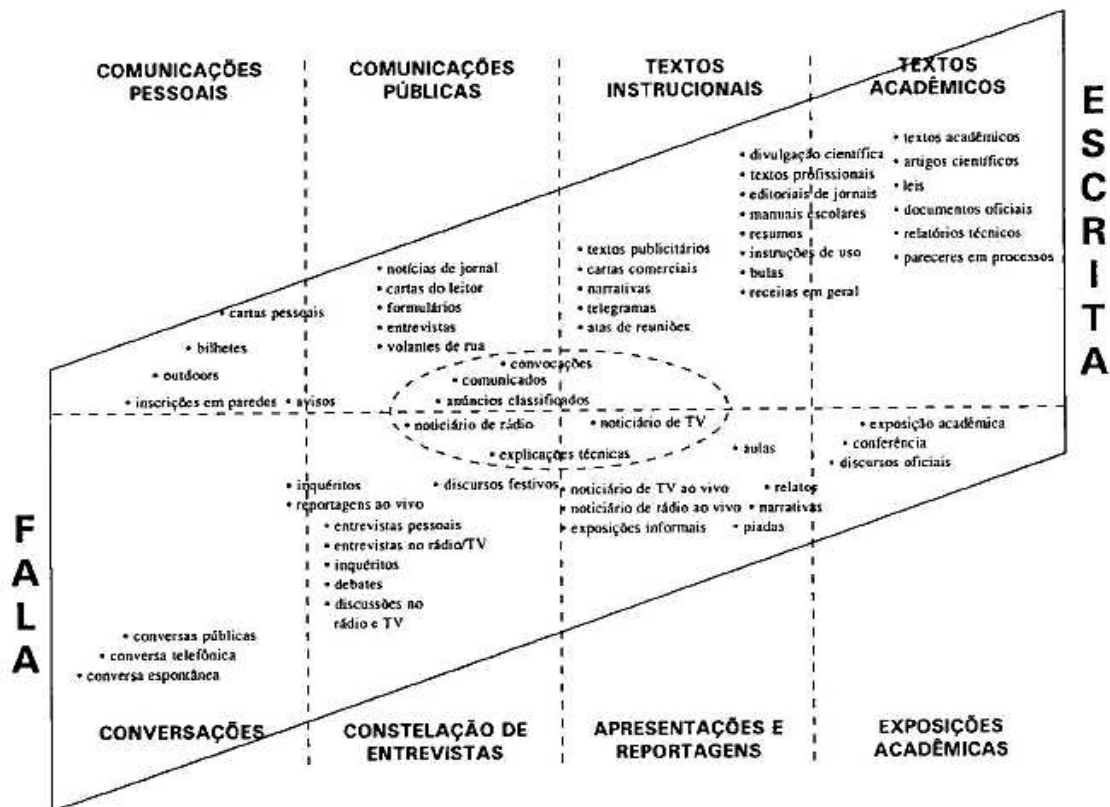 COMUNICAÇÕES
PESSOAIS
COMUNICAÇÕES
PÚBLICAS
TEXTOS
INSTRUCIONAIS
TEXTOS
ACADÊMICOS
ESCRITA
• textos acadêmicos
• artigos científicos
• leis
• documentos oficiais
• relatórios técnicos
• pareceres em processos
• divulgação científica
• textos profissionais
• editoriais de jornais
• manuais escolares
• resumos
• instruções de uso
• bulas
• receitas em geral
• textos publicitários
• cartas comerciais
• narrativas
• telegramas
• atas de reuniões
• notícias de jornal
• cartas do leitor
• formulários
• entrevistas
• volantes de rua
• cartas pessoais
• bilhetes
• outdoors
• inscrições em paredes • avisos
• convocações
• comunicados
• anúncios classificados
• noticiário de rádio • noticiário de TV
• explicações técnicas
• aulas
• exposição acadêmica
• conferência
• discursos oficiais
• inquéritos
• reportagens ao vivo
• discursos festivos
• entrevistas pessoais
• entrevistas no rádio/TV
• inquéritos
• debates
• discussões no
rádio e TV
• noticiário de TV ao vivo
• noticiário de rádio ao vivo
• exposições informais
• relatos
• narrativas
• piadas
• conversas públicas
• conversa telefônica
• conversa espontânea
FALA
CONVERSAÇÕES
CONSTELAÇÃO DE
ENTREVISTAS
APRESENTAÇÕES E
REPORTAGENS
EXPOSIÇÕES
ACADÊMICAS